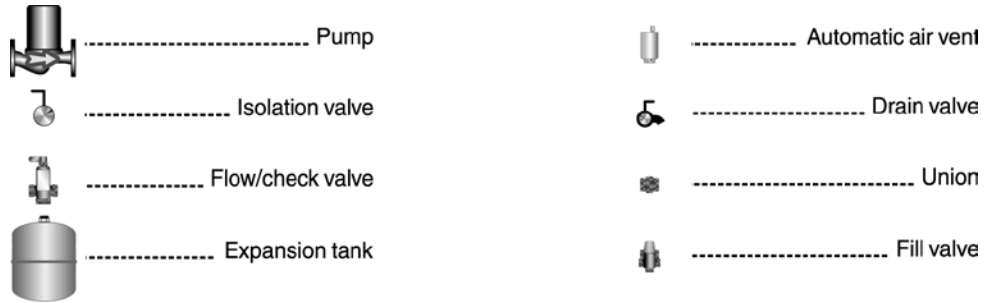 Pump
Isolation valve
Flow/check valve
Expansion tank
Automatic air vent
Drain valve
Union
Fill valve